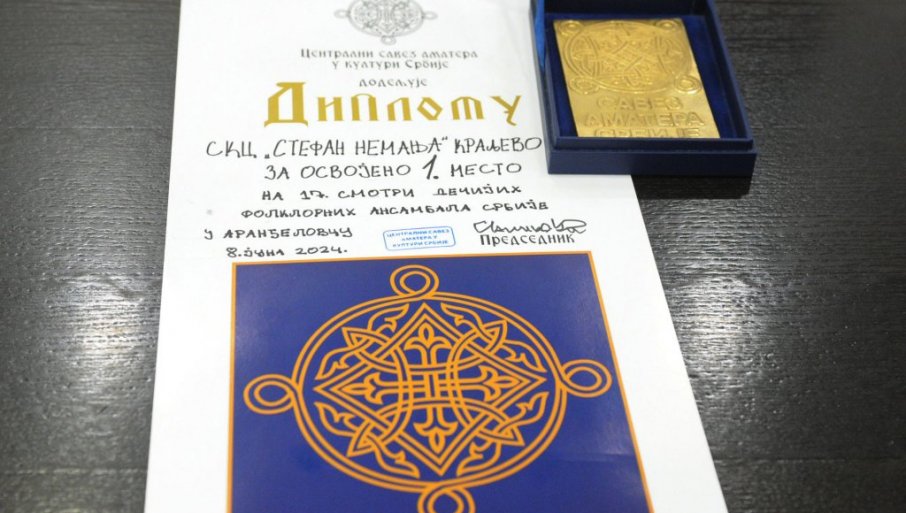 Централни савез аматера
у култури Србије
додељује
Диплому
СКЦ „СТЕФАН НЕМАЊА" КРАЉЕВО
ЗА ОСВОЈЕНО 1. МЕСТО
НА 17. СМОТРИ ДЕЧИЈИХ
ФОЛКЛОРНИХ АНСАМБАЛА СРБИЈЕ
У АРАНЂЕЛОВЦУ
8. ЈУНА 2024.
ЦЕНТРАЛНИ САВЕЗ
АМАТЕРА У
КУЛТУРИ СРБИЈЕ
Председник
САВЕЗ
АМАТЕРА
СРБИЈЕ